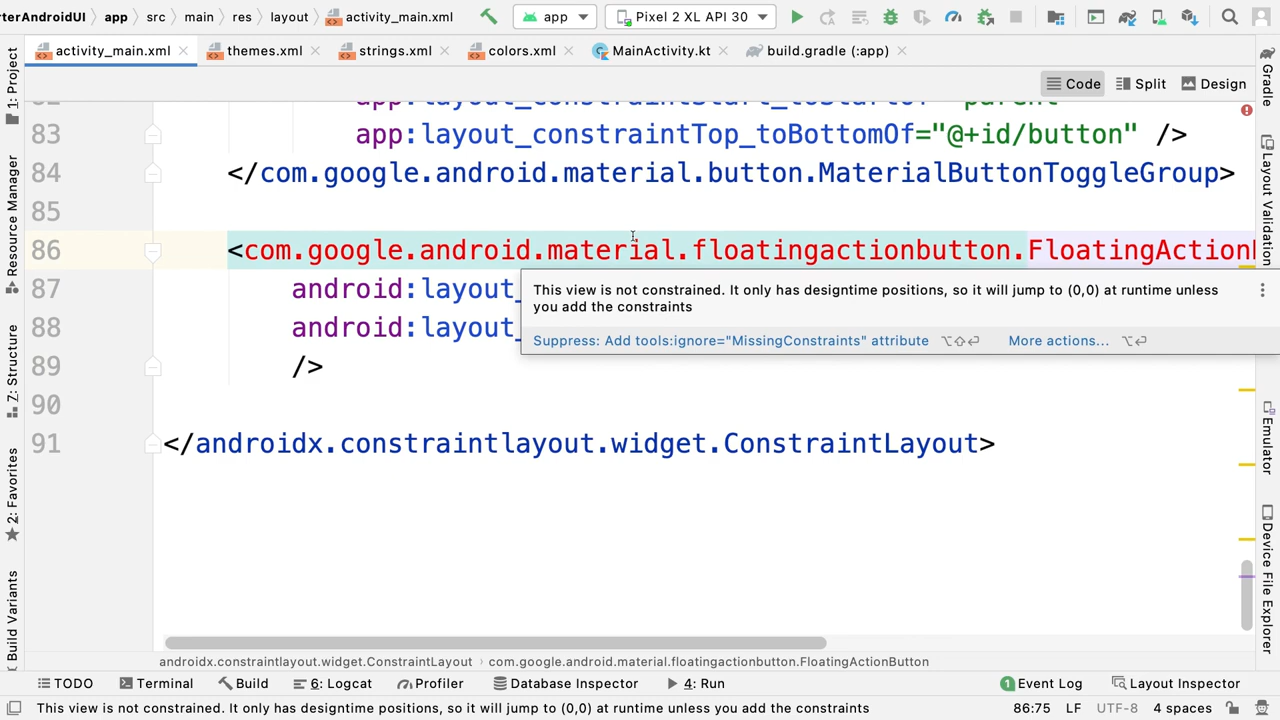 rterAndroidUI app src main res layout activity_main.xml app Pixel 2 XL API 30
activity_main.xml themes.xml strings.xml colors.xml MainActivity.kt build.gradle (:app)
Code Split Design
83 app:layout_constraintTop_toBottomOf="@+id/button" />
84 </com.google.android.material.button.MaterialButtonToggleGroup>
85
86 <com.google.android.material.floatingactionbutton.FloatingAction
87 android:layout_
88 android:layout_
89 />
90
91 </androidx.constraintlayout.widget.ConstraintLayout>
This view is not constrained. It only has designtime positions, so it will jump to (0,0) at runtime unless
you add the constraints
Suppress: Add tools:ignore="MissingConstraints" attribute ⌥⇧⏎ More actions... ⌥⏎
1: Project
Resource Manager
Z: Structure
2: Favorites
Build Variants
Gradle
Layout Validation
Emulator
Device File Explorer
androidx.constraintlayout.widget.ConstraintLayout › com.google.android.material.floatingactionbutton.FloatingActionButton
TODO Terminal Build 6: Logcat Profiler Database Inspector 4: Run 1 Event Log Layout Inspector
This view is not constrained. It only has designtime positions, so it will jump to (0,0) at runtime unless you add the constraints 86:75 LF UTF-8 4 spaces